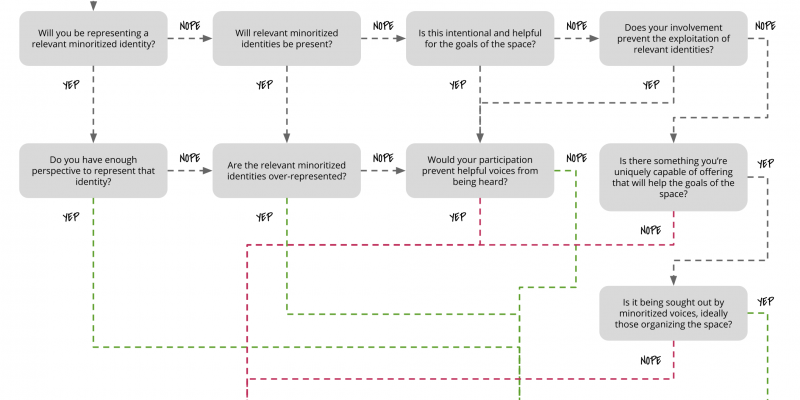 Will you be representing a
relevant minoritized identity?
NOPE
Will relevant minoritized
identities be present?
NOPE
Is this intentional and helpful
for the goals of the space?
NOPE
Does your involvement
prevent the exploitation of
relevant identities?
NOPE
YEP
YEP
YEP
YEP
Do you have enough
perspective to represent that
identity?
NOPE
Are the relevant minoritized
identities over-represented?
NOPE
Would your participation
prevent helpful voices from
being heard?
NOPE
Is there something you're
uniquely capable of offering
that will help the goals of the
space?
YEP
YEP
YEP
YEP
NOPE
Is it being sought out by
minoritized voices, ideally
those organizing the space?
YEP
NOPE